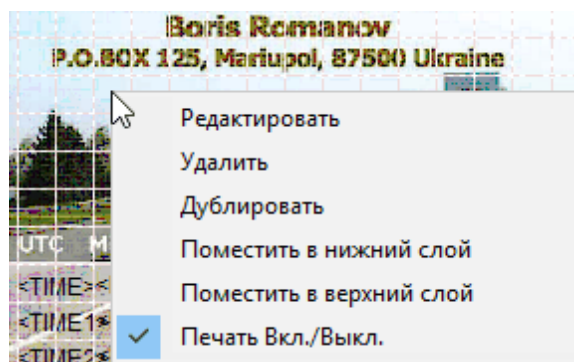 Boris Romanov
P.O.BOX 125, Mariupol, 87500 Ukraine
Редактировать
Удалить
Дублировать
Поместить в нижний слой
UTC M
Поместить в верхний слой
<TIME><
<TIME1>
Печать Вкл./Выкл.
<TIME2>